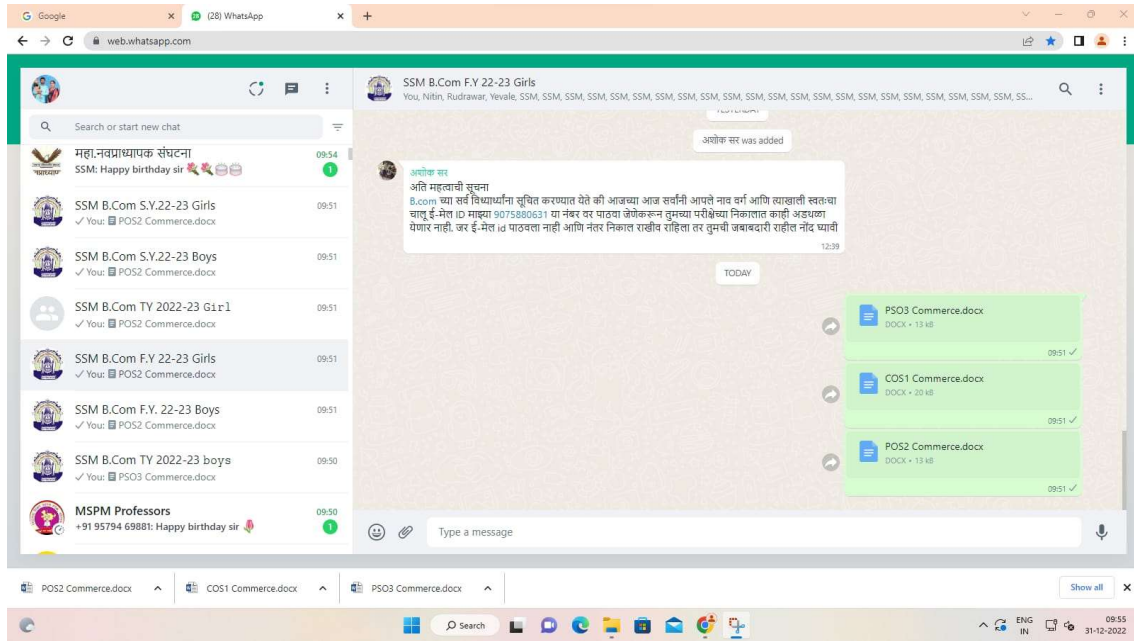 Google
(28) WhatsApp
web.whatsapp.com
SSM B.Com F.Y 22-23 Girls
You, Nitin, Rudrawar, Yevale, SSM, SSM, SSM, SSM, SSM, SSM, SSM, SSM, SSM, SSM, SSM, SSM, SSM, SSM, SSM, SSM, SSM, SSM, SSM, SSM, SSM, SSM, SSM, SS...
Search or start new chat
महा.नवप्राध्यापक संघटना
09:54
SSM: Happy birthday sir
1
SSM B.Com S.Y.22-23 Girls
09:51
You: POS2 Commerce.docx
SSM B.Com S.Y.22-23 Boys
09:51
You: POS2 Commerce.docx
SSM B.Com TY 2022-23 Girl
09:51
You: POS2 Commerce.docx
SSM B.Com F.Y 22-23 Girls
09:51
You: POS2 Commerce.docx
SSM B.Com F.Y. 22-23 Boys
09:51
You: POS2 Commerce.docx
SSM B.Com TY 2022-23 boys
09:50
You: PSO3 Commerce.docx
MSPM Professors
09:50
+91 95794 69881: Happy birthday sir
1
YESTERDAY
अशोक सर was added
अशोक सर
अति महत्वाची सूचना
B.com च्या सर्व विध्यार्थ्यांना सूचित करण्यात येते की आजच्या आज सर्वांनी आपले नाव वर्ग आणि त्याखाली स्वतःचा
चालू ई-मेल ID माझ्या 9075880631 या नंबर वर पाठवा जेणेकरून तुमच्या परीक्षेच्या निकालात काही अडथळा
येणार नाही. जर ई-मेल id पाठवला नाही आणि नंतर निकाल राखीव राहिला तर तुमची जबाबदारी राहील नोंद घ्यावी
12:39
TODAY
PSO3 Commerce.docx
DOCX • 13 kB
09:51
COS1 Commerce.docx
DOCX • 20 kB
09:51
POS2 Commerce.docx
DOCX • 13 kB
09:51
Type a message
POS2 Commerce.docx
COS1 Commerce.docx
PSO3 Commerce.docx
Show all
Search
ENG
IN
09:55
31-12-2022